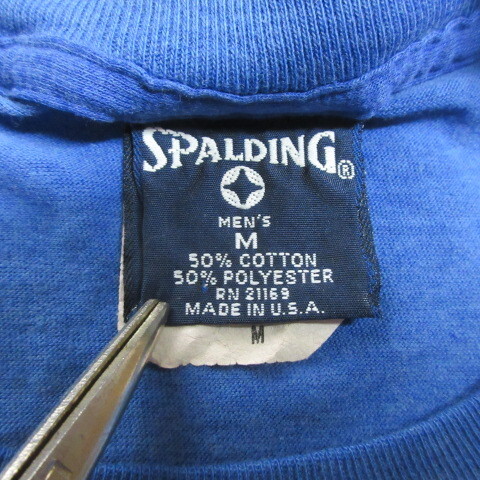 SPALDING®
MEN'S
M
50% COTTON
50% POLYESTER
RN 21169
MADE IN U.S.A.
M